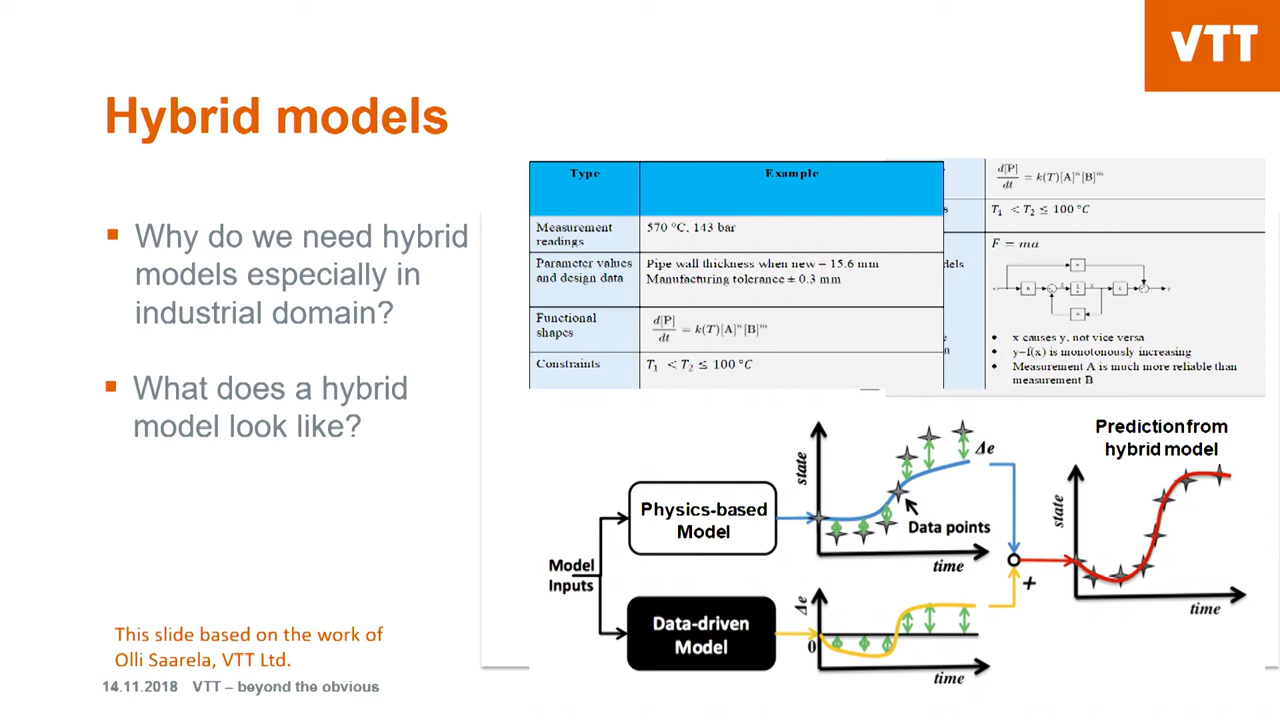 VTT
Hybrid models
Why do we need hybrid
models especially in
industrial domain?
What does a hybrid
model look like?
Type Example
Measurement
readings
570 °C, 143 bar
Parameter values
and design data
Pipe wall thickness when new – 15.6 mm
Manufacturing tolerance ± 0.3 mm
Functional
shapes
d[P]/dt = k(T)[A]ⁿ[B]ᵐ
Constraints
T₁ < T₂ ≤ 100 °C
d[P]/dt = k(T)[A]ⁿ[B]ᵐ
T₁ < T₂ ≤ 100 °C
F = ma
x causes y, not vice versa
y–f(x) is monotonously increasing
Measurement A is much more reliable than
measurement B
Model
Inputs
Physics-based
Model
Data-driven
Model
state
Δe
Data points
time
Δe
0
time
+
Prediction from
hybrid model
state
time
This slide based on the work of
Olli Saarela, VTT Ltd.
14.11.2018 VTT – beyond the obvious